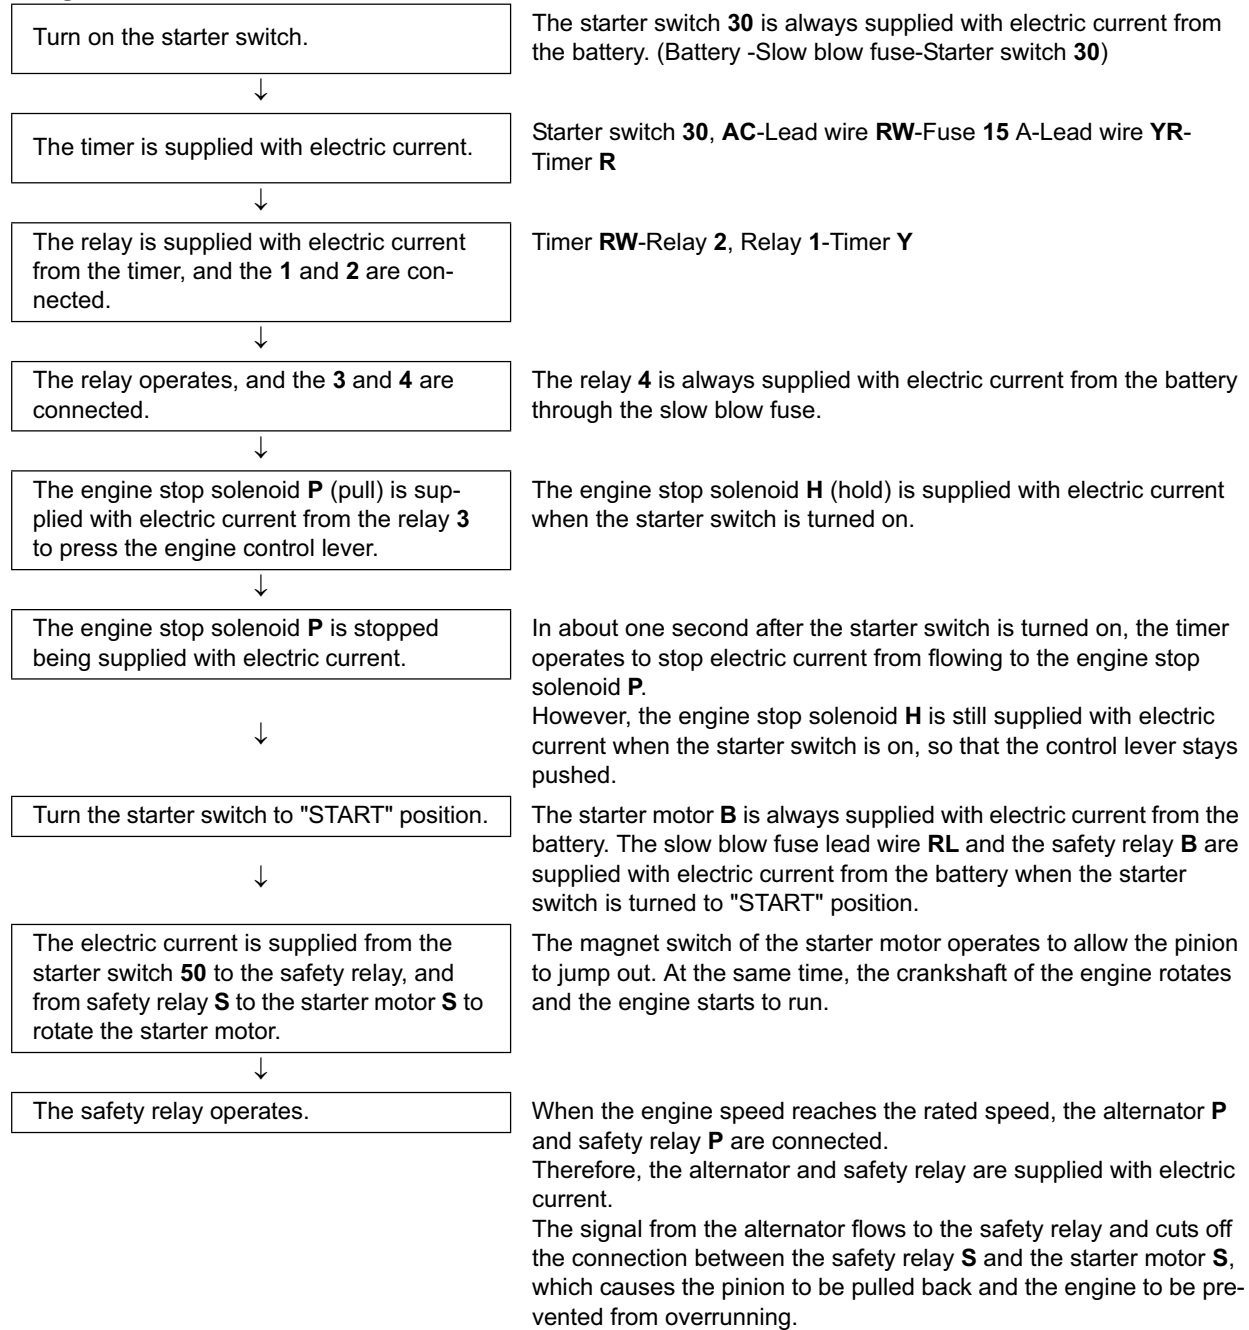 Turn on the starter switch.
The starter switch 30 is always supplied with electric current from
the battery. (Battery -Slow blow fuse-Starter switch 30)
↓
The timer is supplied with electric current.
Starter switch 30, AC-Lead wire RW-Fuse 15 A-Lead wire YR-
Timer R
↓
The relay is supplied with electric current
from the timer, and the 1 and 2 are con-
nected.
Timer RW-Relay 2, Relay 1-Timer Y
↓
The relay operates, and the 3 and 4 are
connected.
The relay 4 is always supplied with electric current from the battery
through the slow blow fuse.
↓
The engine stop solenoid P (pull) is sup-
plied with electric current from the relay 3
to press the engine control lever.
The engine stop solenoid H (hold) is supplied with electric current
when the starter switch is turned on.
↓
The engine stop solenoid P is stopped
being supplied with electric current.
In about one second after the starter switch is turned on, the timer
operates to stop electric current from flowing to the engine stop
solenoid P.
However, the engine stop solenoid H is still supplied with electric
current when the starter switch is on, so that the control lever stays
pushed.
↓
Turn the starter switch to "START" position.
The starter motor B is always supplied with electric current from the
battery. The slow blow fuse lead wire RL and the safety relay B are
supplied with electric current from the battery when the starter
switch is turned to "START" position.
↓
The electric current is supplied from the
starter switch 50 to the safety relay, and
from safety relay S to the starter motor S to
rotate the starter motor.
The magnet switch of the starter motor operates to allow the pinion
to jump out. At the same time, the crankshaft of the engine rotates
and the engine starts to run.
↓
The safety relay operates.
When the engine speed reaches the rated speed, the alternator P
and safety relay P are connected.
Therefore, the alternator and safety relay are supplied with electric
current.
The signal from the alternator flows to the safety relay and cuts off
the connection between the safety relay S and the starter motor S,
which causes the pinion to be pulled back and the engine to be pre-
vented from overrunning.